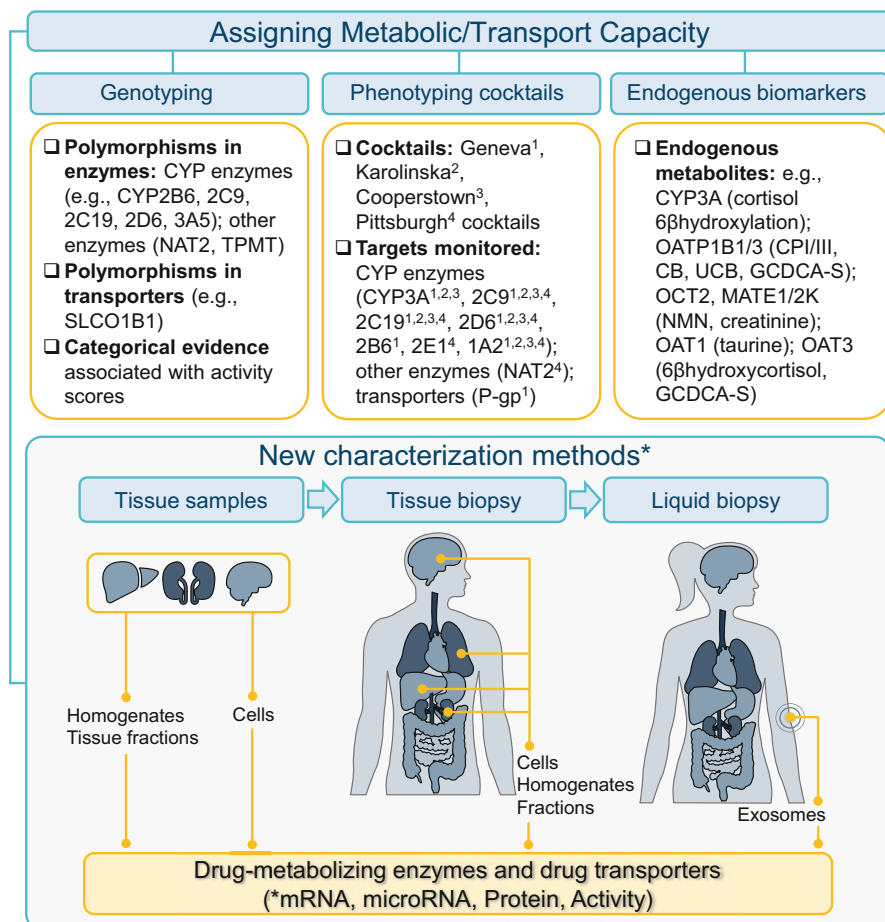 Assigning Metabolic/Transport Capacity
Genotyping
❑ Polymorphisms in
enzymes: CYP enzymes
(e.g., CYP2B6, 2C9,
2C19, 2D6, 3A5); other
enzymes (NAT2, TPMT)
❑ Polymorphisms in
transporters (e.g.,
SLCO1B1)
❑ Categorical evidence
associated with activity
scores
Phenotyping cocktails
❑ Cocktails: Geneva¹,
Karolinska²,
Cooperstown³,
Pittsburgh⁴ cocktails
❑ Targets monitored:
CYP enzymes
(CYP3A¹,²,³, 2C9¹,²,³,⁴,
2C19¹,²,³,⁴, 2D6¹,²,³,⁴,
2B6¹, 2E1⁴, 1A2¹,²,³,⁴);
other enzymes (NAT2⁴);
transporters (P-gp¹)
Endogenous biomarkers
❑ Endogenous
metabolites: e.g.,
CYP3A (cortisol
6βhydroxylation);
OATP1B1/3 (CPI/III,
CB, UCB, GCDCA-S);
OCT2, MATE1/2K
(NMN, creatinine);
OAT1 (taurine); OAT3
(6βhydroxycortisol,
GCDCA-S)
New characterization methods*
Tissue samples
Tissue biopsy
Liquid biopsy
Homogenates
Tissue fractions
Cells
Cells
Homogenates
Fractions
Exosomes
Drug-metabolizing enzymes and drug transporters
(*mRNA, microRNA, Protein, Activity)